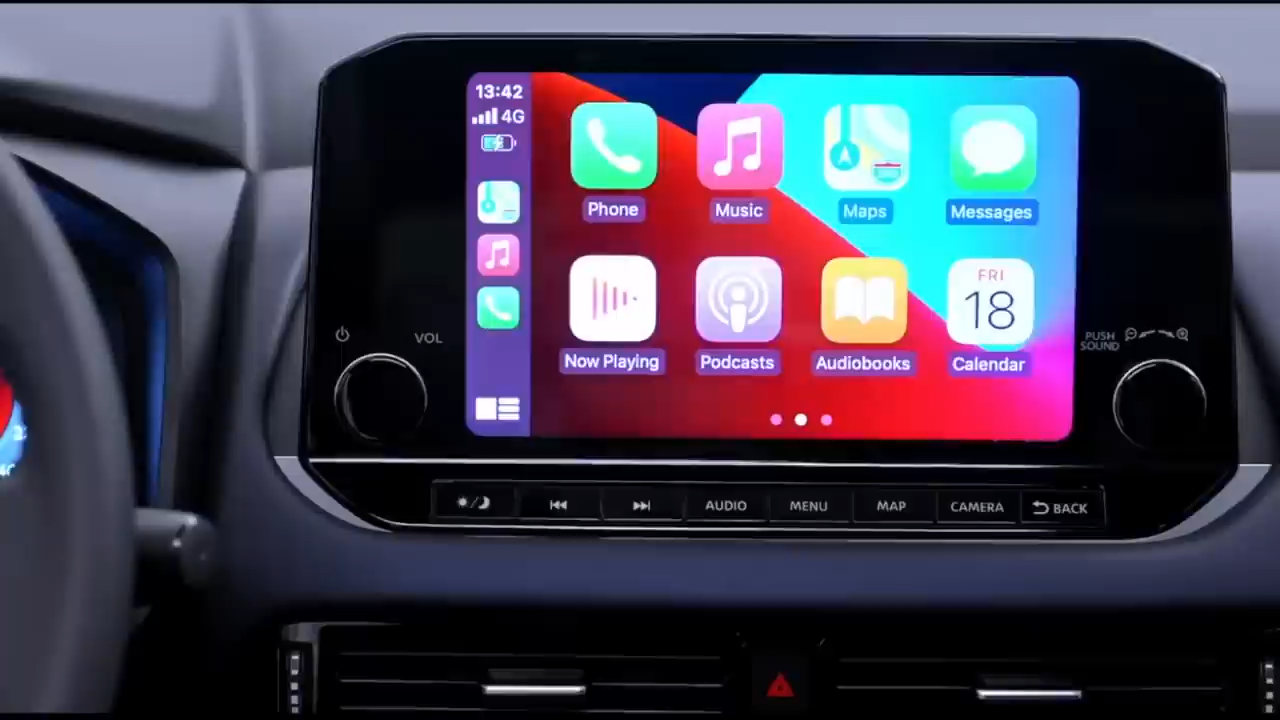 13:42
4G
Phone
Music
Maps
Messages
FRI
18
Now Playing
Podcasts
Audiobooks
Calendar
VOL
PUSH
SOUND
AUDIO
MENU
MAP
CAMERA
BACK